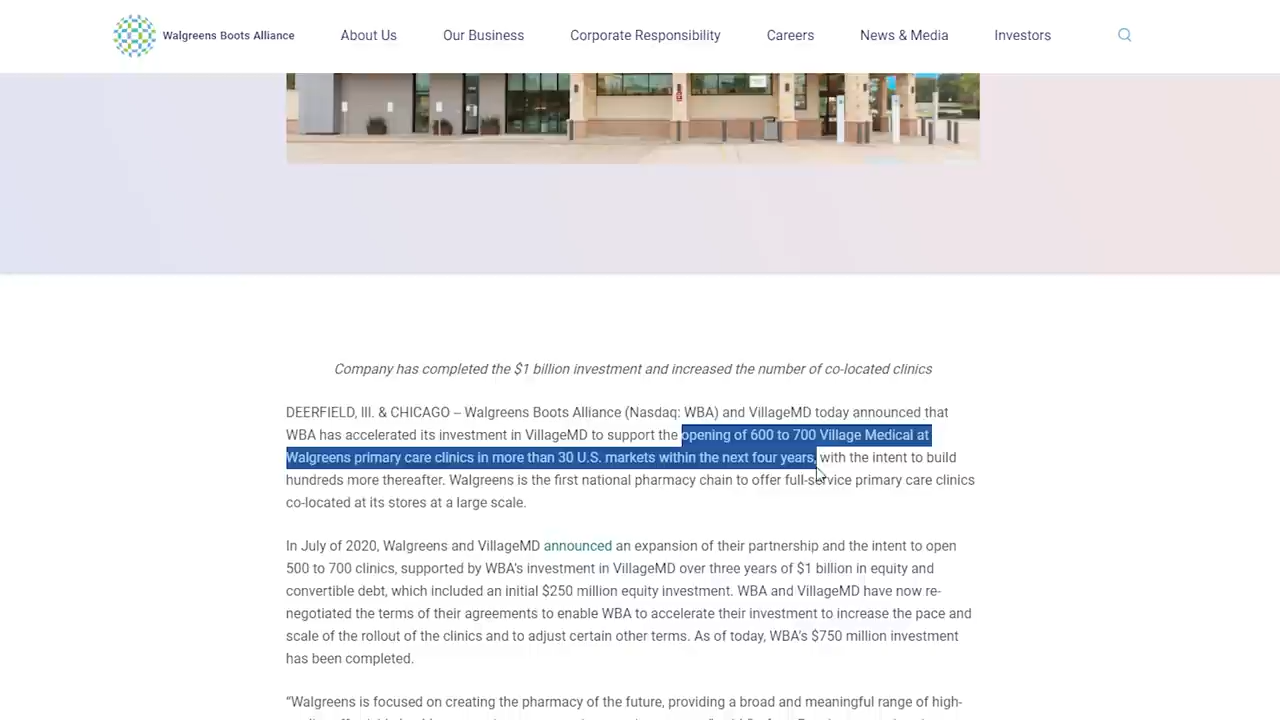 Walgreens Boots Alliance
About Us
Our Business
Corporate Responsibility
Careers
News & Media
Investors
Company has completed the $1 billion investment and increased the number of co-located clinics
DEERFIELD, Ill. & CHICAGO – Walgreens Boots Alliance (Nasdaq: WBA) and VillageMD today announced that
WBA has accelerated its investment in VillageMD to support the opening of 600 to 700 Village Medical at
Walgreens primary care clinics in more than 30 U.S. markets within the next four years, with the intent to build
hundreds more thereafter. Walgreens is the first national pharmacy chain to offer full-service primary care clinics
co-located at its stores at a large scale.
In July of 2020, Walgreens and VillageMD announced an expansion of their partnership and the intent to open
500 to 700 clinics, supported by WBA's investment in VillageMD over three years of $1 billion in equity and
convertible debt, which included an initial $250 million equity investment. WBA and VillageMD have now re-
negotiated the terms of their agreements to enable WBA to accelerate their investment to increase the pace and
scale of the rollout of the clinics and to adjust certain other terms. As of today, WBA's $750 million investment
has been completed.
“Walgreens is focused on creating the pharmacy of the future, providing a broad and meaningful range of high-